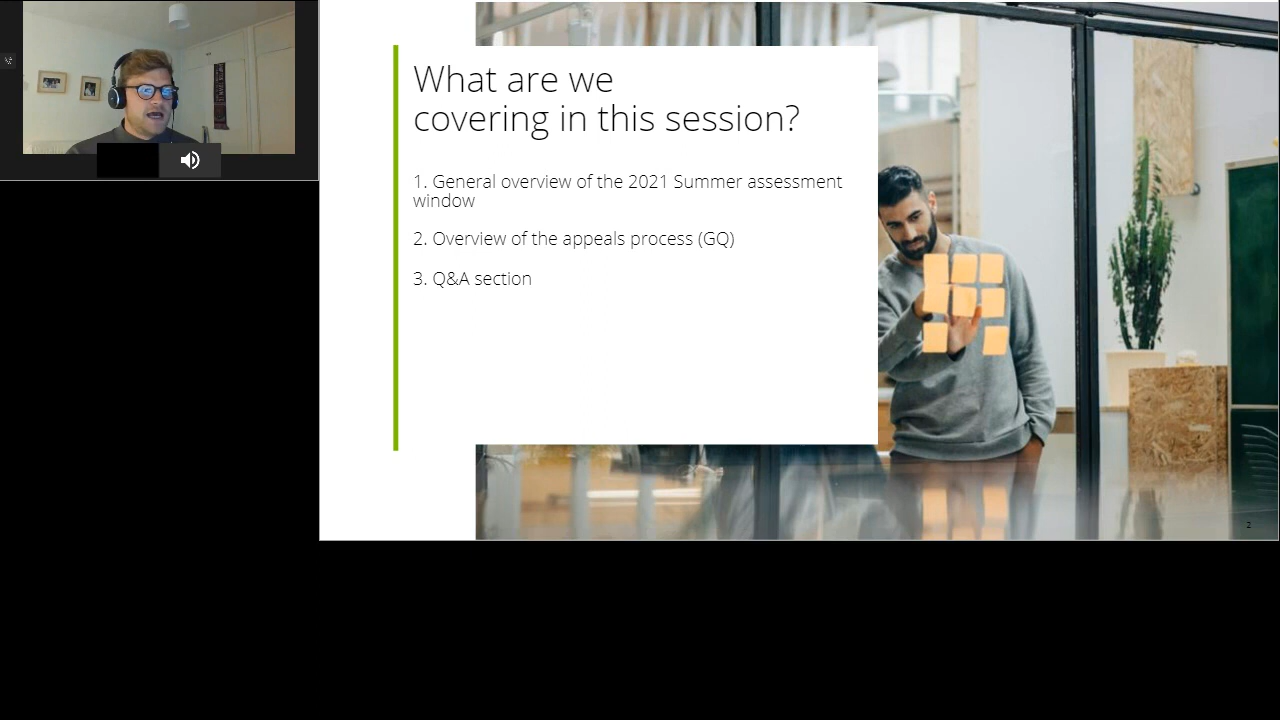 What are we
covering in this session?
1. General overview of the 2021 Summer assessment
window
2. Overview of the appeals process (GQ)
3. Q&A section
2